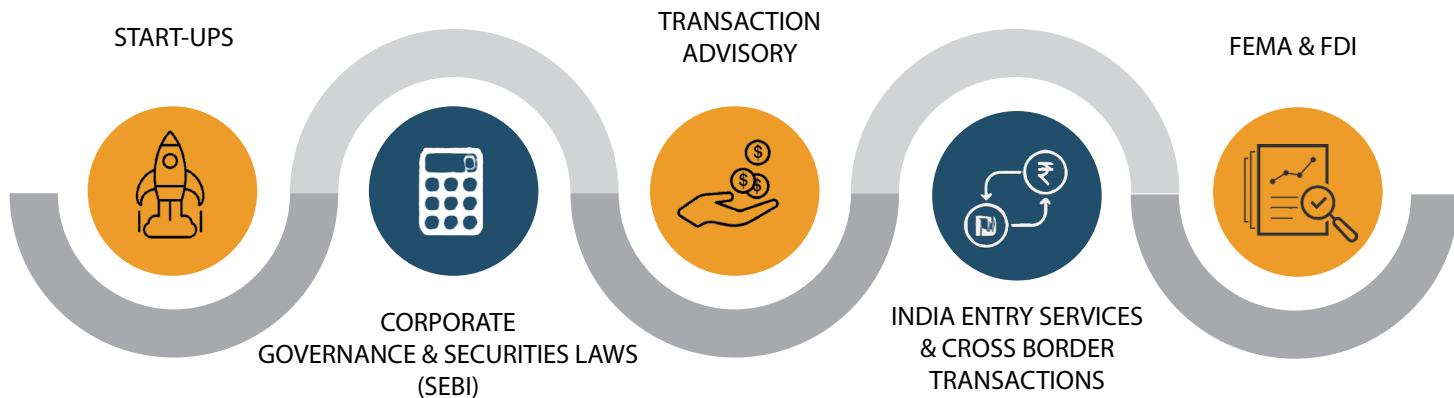 START-UPS
CORPORATE
GOVERNANCE & SECURITIES LAWS
(SEBI)
TRANSACTION
ADVISORY
INDIA ENTRY SERVICES
& CROSS BORDER
TRANSACTIONS
FEMA & FDI